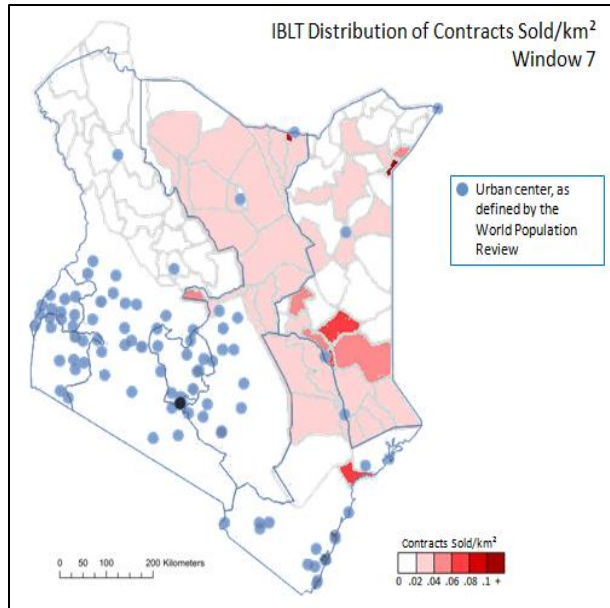 IBLT Distribution of Contracts Sold/km²
Window 7
Urban center, as
defined by the
World Population
Review
0 50 100 200 Kilometers
Contracts Sold/km²
0 .02 .04 .06 .08 .1 +